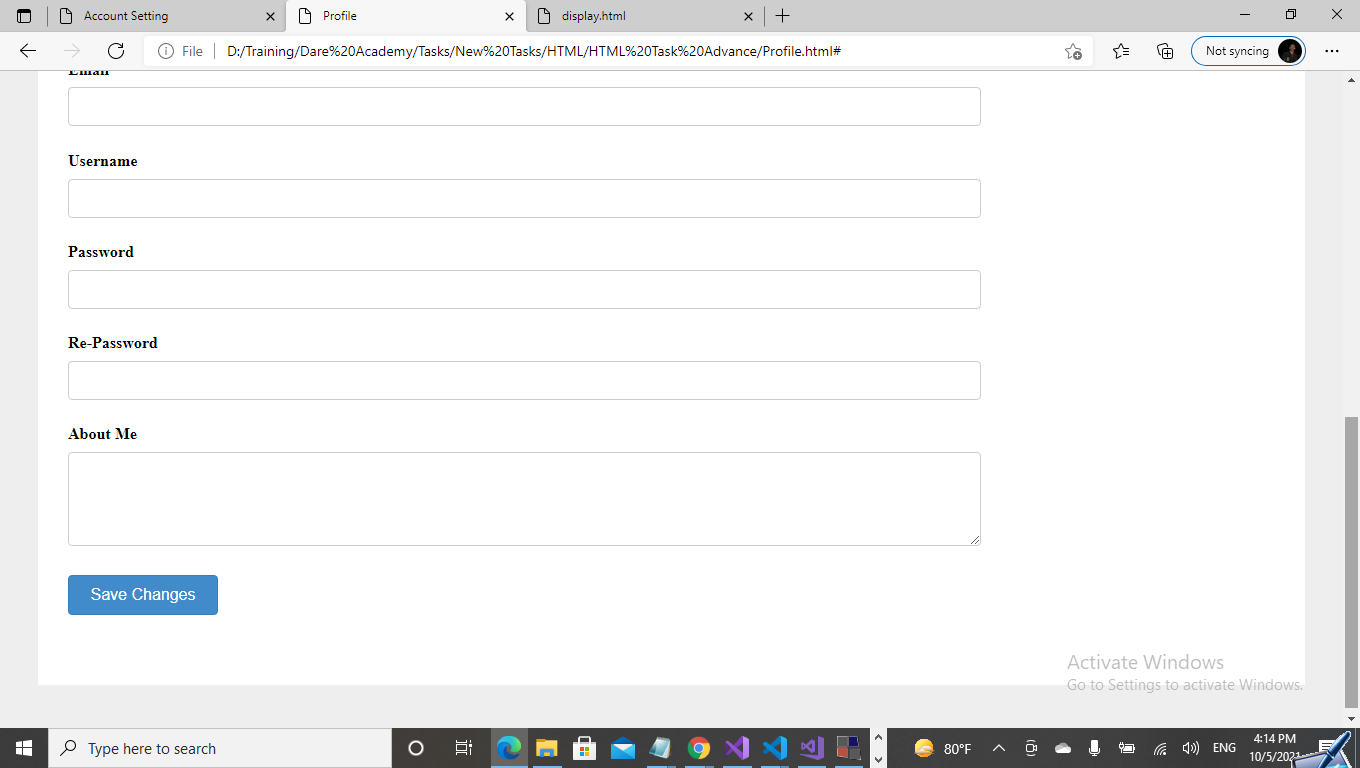 Account Setting
Profile
display.html
File
D:/Training/Dare%20Academy/Tasks/New%20Tasks/HTML/HTML%20Task%20Advance/Profile.html#
Not syncing
Email
Username
Password
Re-Password
About Me
Save Changes
Activate Windows
Go to Settings to activate Windows.
Type here to search
80°F
ENG
4:14 PM
10/5/2021